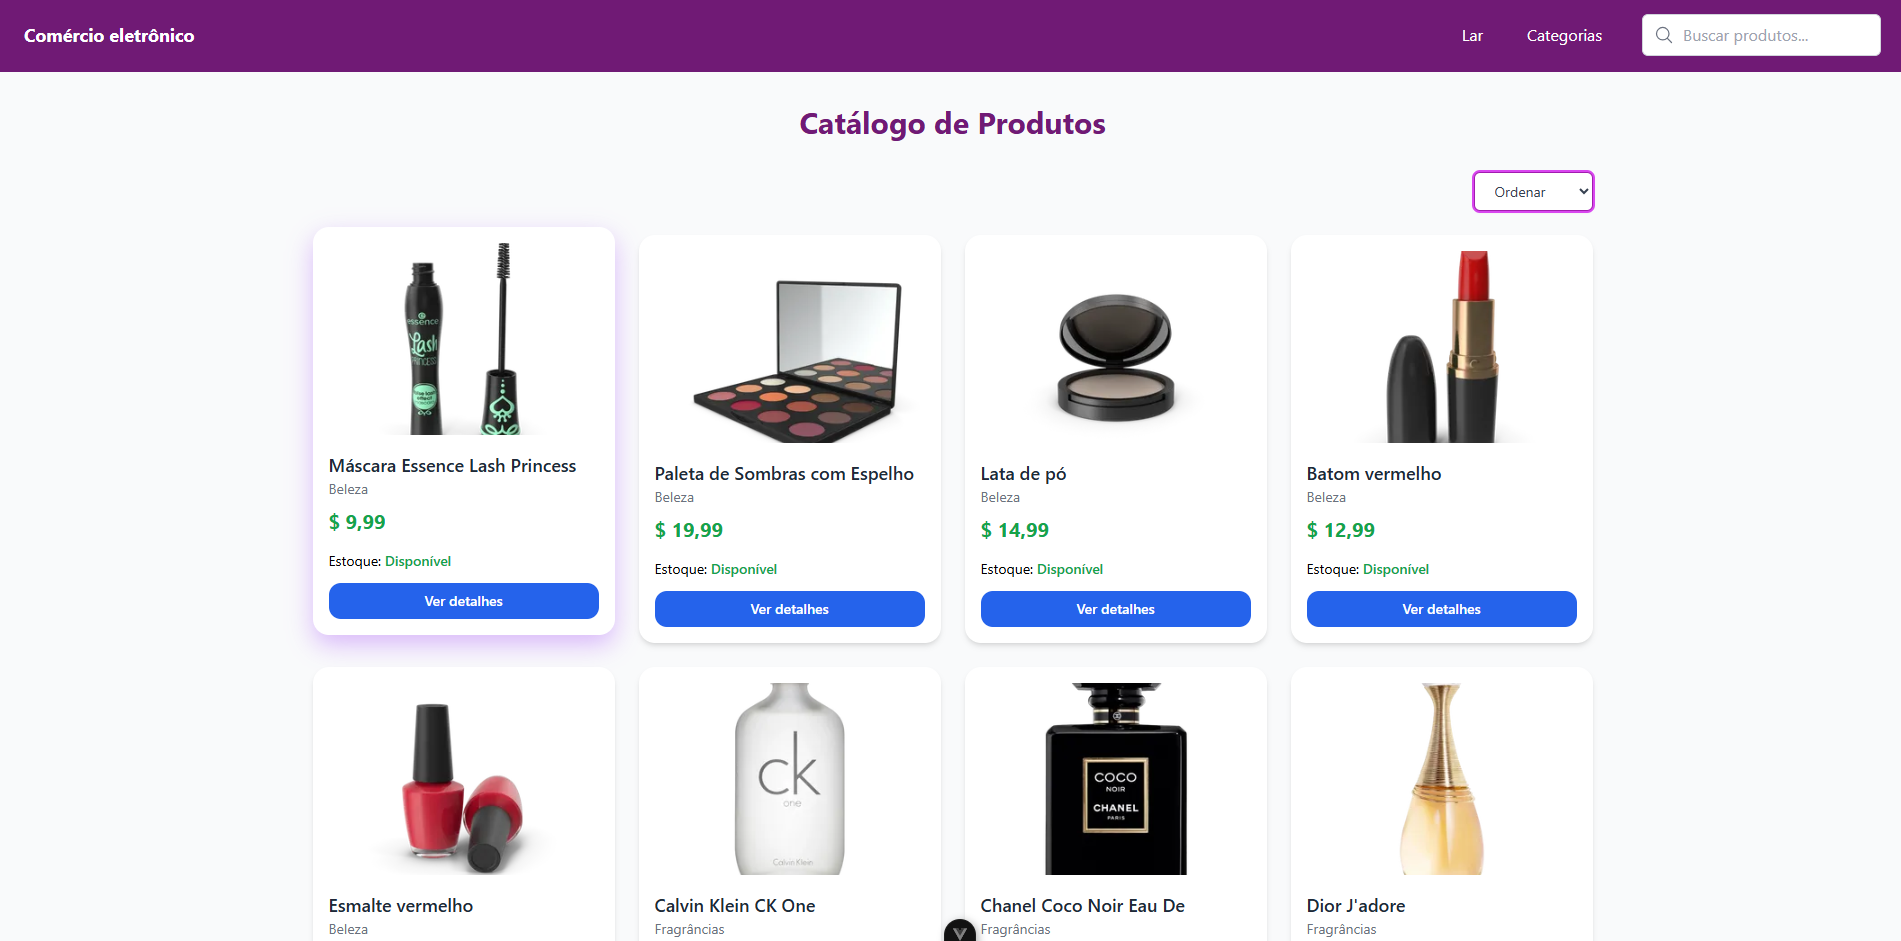 Comércio eletrônico
Lar
Categorias
Buscar produtos...
Catálogo de Produtos
Ordenar
essence
Lash
PRINCESS
Máscara Essence Lash Princess
Beleza
$ 9,99
Estoque: Disponível
Ver detalhes
Paleta de Sombras com Espelho
Beleza
$ 19,99
Estoque: Disponível
Ver detalhes
Lata de pó
Beleza
$ 14,99
Estoque: Disponível
Ver detalhes
Batom vermelho
Beleza
$ 12,99
Estoque: Disponível
Ver detalhes
Esmalte vermelho
Beleza
ck
one
Calvin Klein
Calvin Klein CK One
Fragrâncias
COCO
NOIR
CHANEL
PARIS
Chanel Coco Noir Eau De
Fragrâncias
Dior J'adore
Fragrâncias